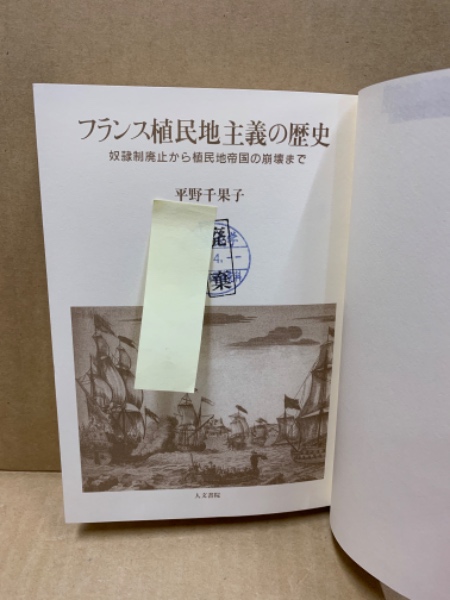 フランス植民地主義の歴史
奴隷制廃止から植民地帝国の崩壊まで
平野千果子
廃
学
4.--
棄
人文書院